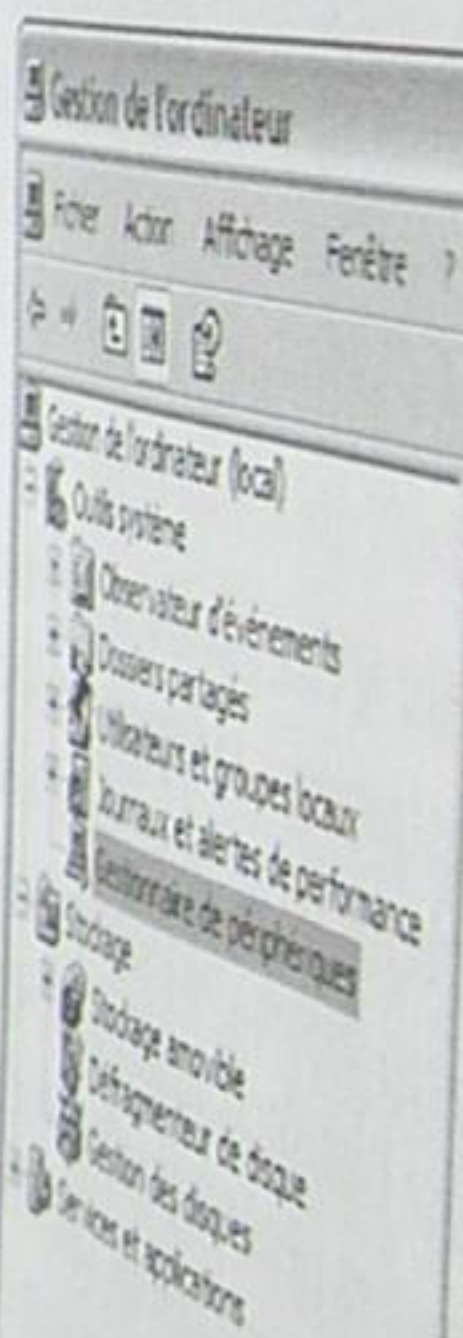 Gestion de l'ordinateur
Fichier Action Affichage Fenêtre ?
Gestion de l'ordinateur (local)
Outils système
Observateur d'événements
Dossiers partagés
Utilisateurs et groupes locaux
Journaux et alertes de performance
Gestionnaire de périphériques
Stockage
Stockage amovible
Défragmenteur de disque
Gestion des disques
Services et applications